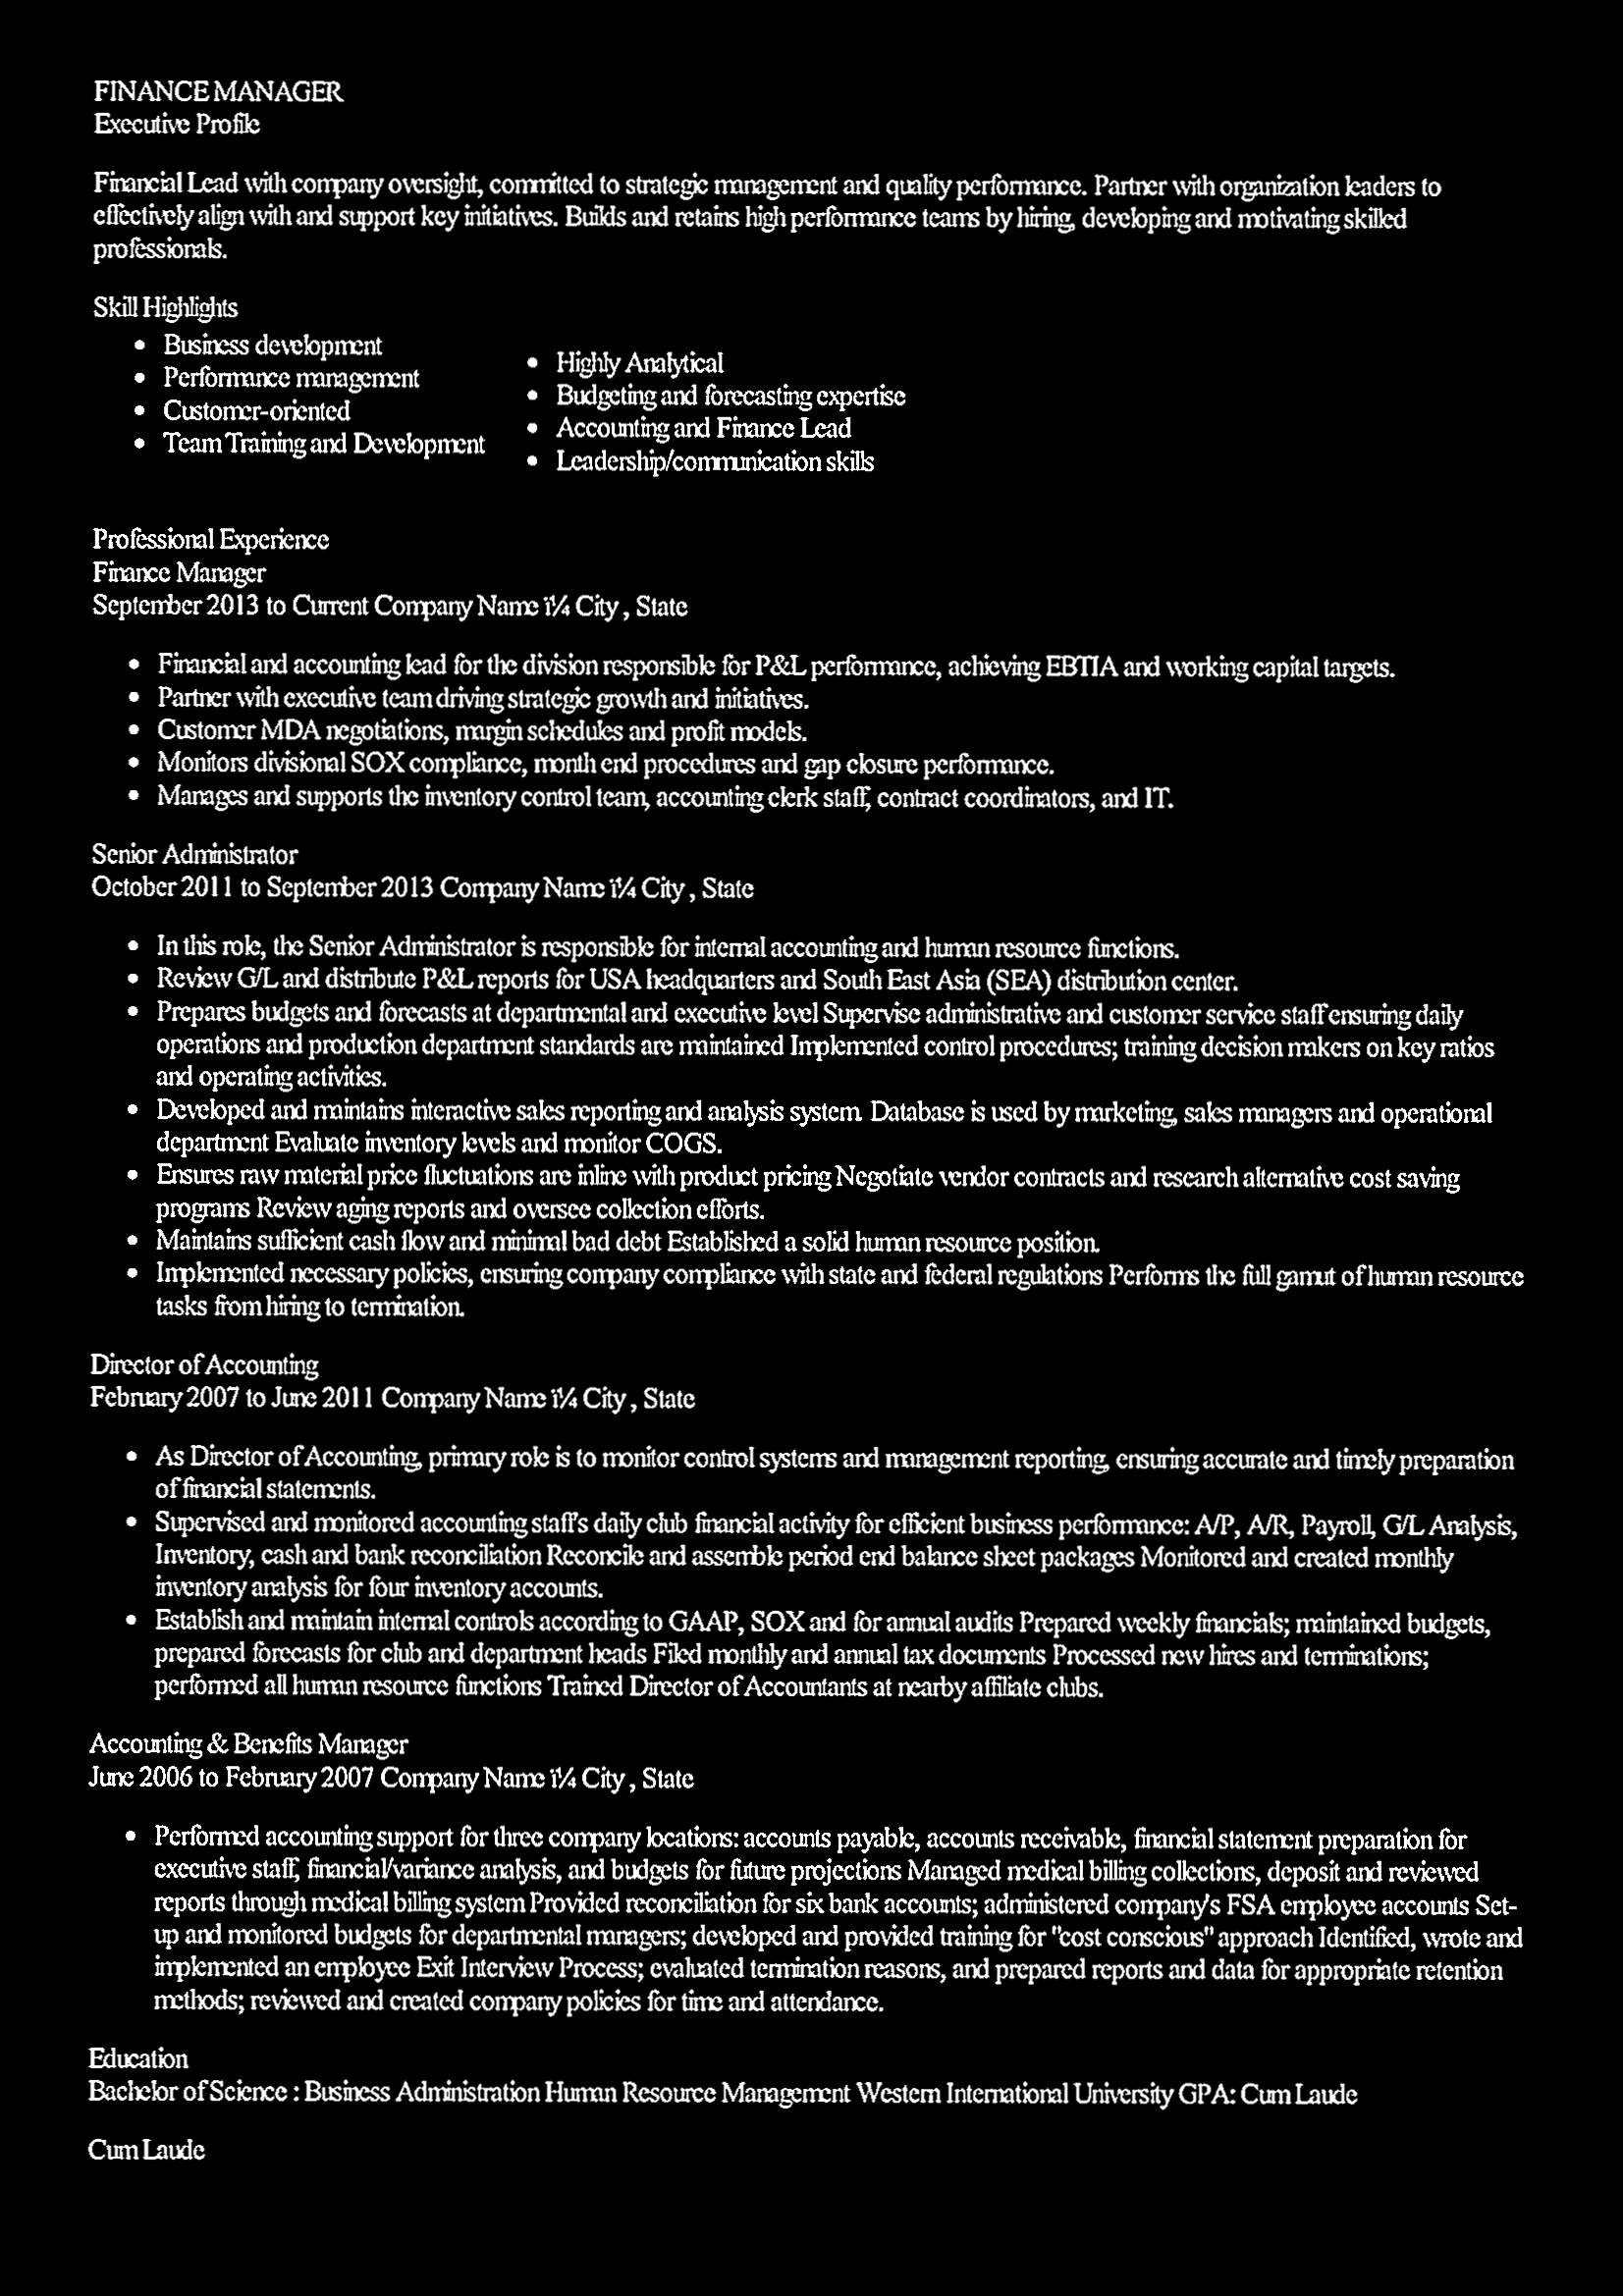 FINANCE MANAGER
Executive Profile
Financial Lead with company oversight, committed to strategic management and quality performance. Partner with organization leaders to
effectively align with and support key initiatives. Builds and retains high performance teams by hiring, developing and motivating skilled
professionals.
Skill Highlights
• Business development
• Performance management
• Customer-oriented
• Team Training and Development
• Highly Analytical
• Budgeting and forecasting expertise
• Accounting and Finance Lead
• Leadership/communication skills
Professional Experience
Finance Manager
September 2013 to Current Company Name ï¼ City , State
• Financial and accounting lead for the division responsible for P&L performance, achieving EBTIA and working capital targets.
• Partner with executive team driving strategic growth and initiatives.
• Customer MDA negotiations, margin schedules and profit models.
• Monitors divisional SOX compliance, month end procedures and gap closure performance.
• Manages and supports the inventory control team, accounting clerk staff, contract coordinators, and IT.
Senior Administrator
October 2011 to September 2013 Company Name ï¼ City , State
• In this role, the Senior Administrator is responsible for internal accounting and human resource functions.
• Review G/L and distribute P&L reports for USA headquarters and South East Asia (SEA) distribution center.
• Prepares budgets and forecasts at departmental and executive level Supervise administrative and customer service staff ensuring daily
operations and production department standards are maintained Implemented control procedures; training decision makers on key ratios
and operating activities.
• Developed and maintains interactive sales reporting and analysis system. Database is used by marketing, sales managers and operational
department Evaluate inventory levels and monitor COGS.
• Ensures raw material price fluctuations are inline with product pricing Negotiate vendor contracts and research alternative cost saving
programs Review aging reports and oversee collection efforts.
• Maintains sufficient cash flow and minimal bad debt Established a solid human resource position.
• Implemented necessary policies, ensuring company compliance with state and federal regulations Performs the full gamut of human resource
tasks from hiring to termination.
Director of Accounting
February 2007 to June 2011 Company Name ï¼ City , State
• As Director of Accounting, primary role is to monitor control systems and management reporting, ensuring accurate and timely preparation
of financial statements.
• Supervised and monitored accounting staff's daily club financial activity for efficient business performance: A/P, A/R, Payroll, G/L Analysis,
Inventory, cash and bank reconciliation Reconcile and assemble period end balance sheet packages Monitored and created monthly
inventory analysis for four inventory accounts.
• Establish and maintain internal controls according to GAAP, SOX and for annual audits Prepared weekly financials; maintained budgets,
prepared forecasts for club and department heads Filed monthly and annual tax documents Processed new hires and terminations;
performed all human resource functions Trained Director of Accountants at nearby affiliate clubs.
Accounting & Benefits Manager
June 2006 to February 2007 Company Name ï¼ City , State
• Performed accounting support for three company locations: accounts payable, accounts receivable, financial statement preparation for
executive staff, financial/variance analysis, and budgets for future projections Managed medical billing collections, deposit and reviewed
reports through medical billing system Provided reconciliation for six bank accounts; administered company's FSA employee accounts Set-
up and monitored budgets for departmental managers; developed and provided training for "cost conscious" approach Identified, wrote and
implemented an employee Exit Interview Process; evaluated termination reasons, and prepared reports and data for appropriate retention
methods; reviewed and created company policies for time and attendance.
Education
Bachelor of Science : Business Administration Human Resource Management Western International University GPA: Cum Laude
Cum Laude